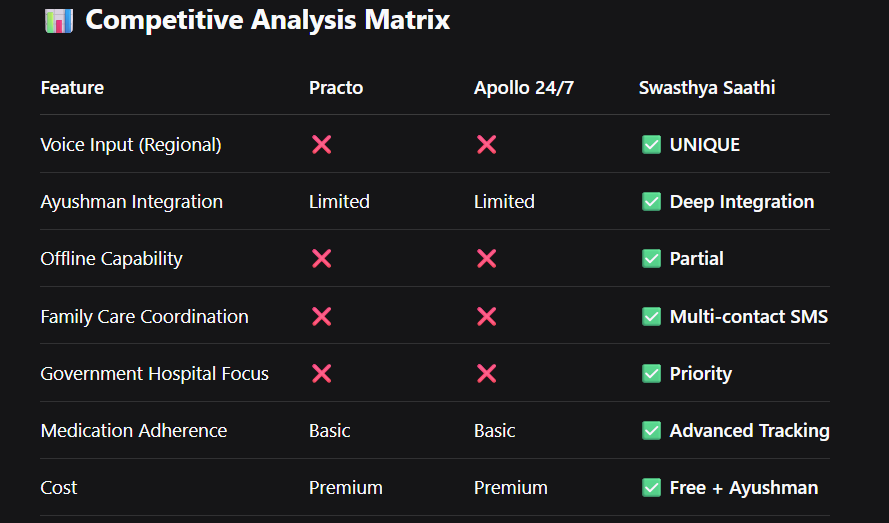 📊 Competitive Analysis Matrix
Feature Practo Apollo 24/7 Swasthya Saathi
Voice Input (Regional) ❌ ❌ ✅ UNIQUE
Ayushman Integration Limited Limited ✅ Deep Integration
Offline Capability ❌ ❌ ✅ Partial
Family Care Coordination ❌ ❌ ✅ Multi-contact SMS
Government Hospital Focus ❌ ❌ ✅ Priority
Medication Adherence Basic Basic ✅ Advanced Tracking
Cost Premium Premium ✅ Free + Ayushman